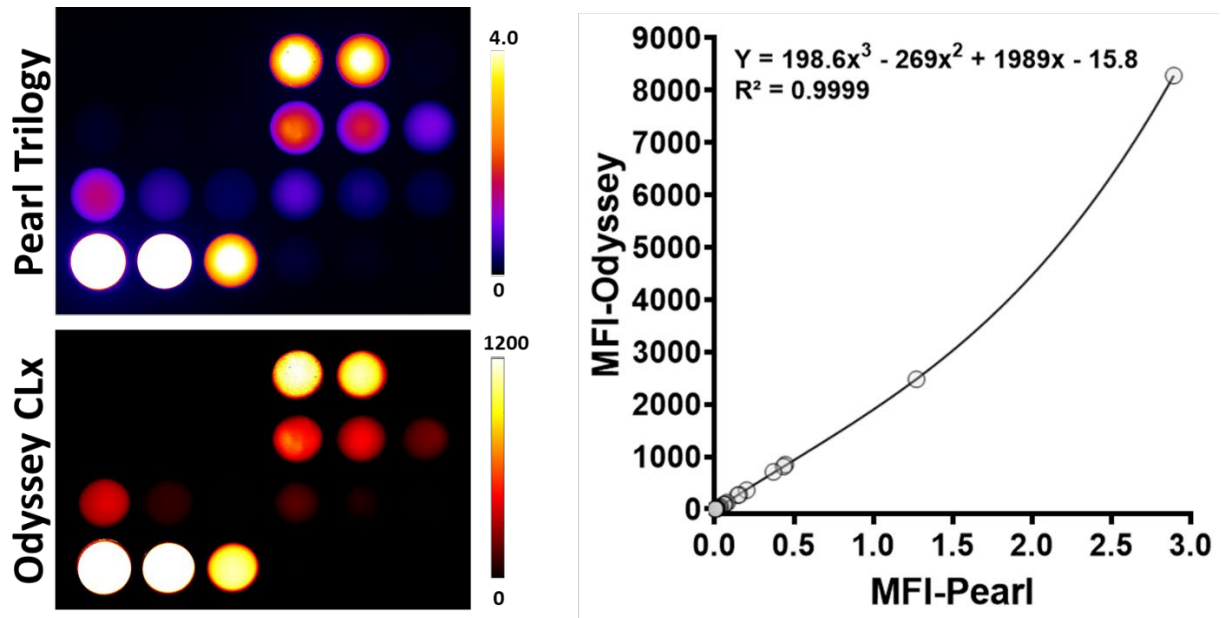 Pearl Trilogy
4.0
0
Odyssey CLx
1200
0
MFI-Odyssey
9000
8000
7000
6000
5000
4000
3000
2000
1000
0
Y = 198.6x³ - 269x² + 1989x - 15.8
R² = 0.9999
0.0 0.5 1.0 1.5 2.0 2.5 3.0
MFI-Pearl